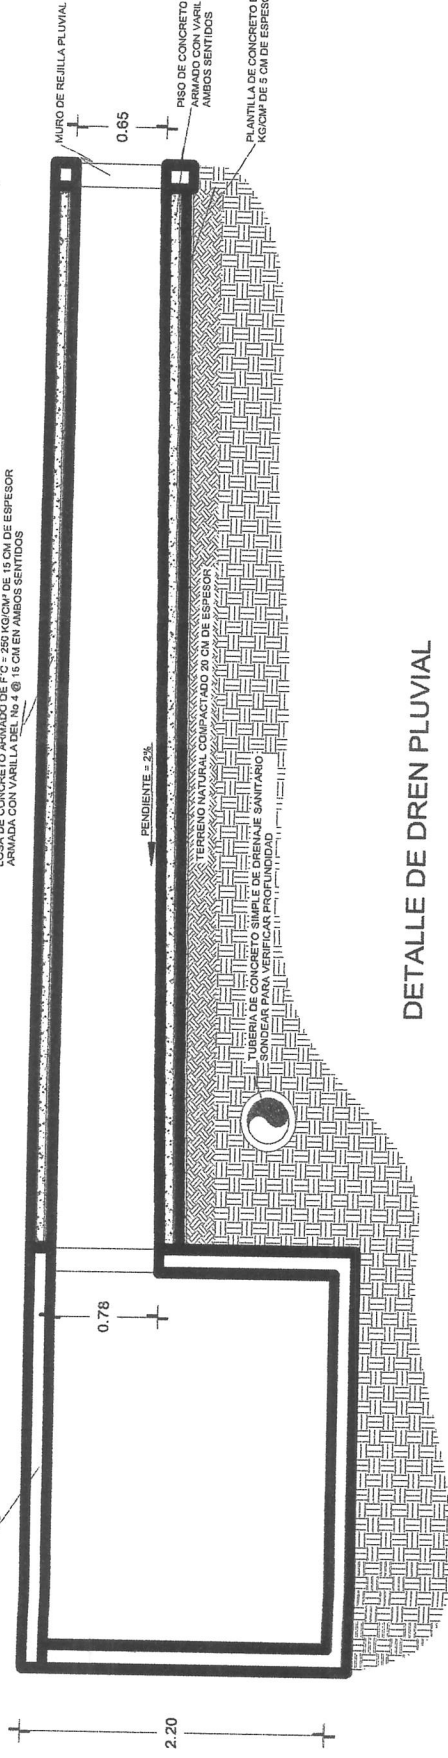 LOSA DE CONCRETO ARMADO DE F'C = 250 KG/CM² DE 15 CM DE ESPESOR
ARMADA CON VARILLA DEL No 4 @ 15 CM EN AMBOS SENTIDOS
MURO DE REJILLA PLUVIAL
0.65
PISO DE CONCRETO
ARMADO CON VARIL
AMBOS SENTIDOS
PLANTILLA DE CONCRETO
KG/CM² DE 5 CM DE ESPESO
PENDIENTE = 2%
TERRENO NATURAL COMPACTADO 20 CM DE ESPESOR
TUBERIA DE CONCRETO SIMPLE DE DRENAJE SANITARIO
SONDEAR PARA VERIFICAR PROFUNDIDAD
0.78
2.20
DETALLE DE DREN PLUVIAL